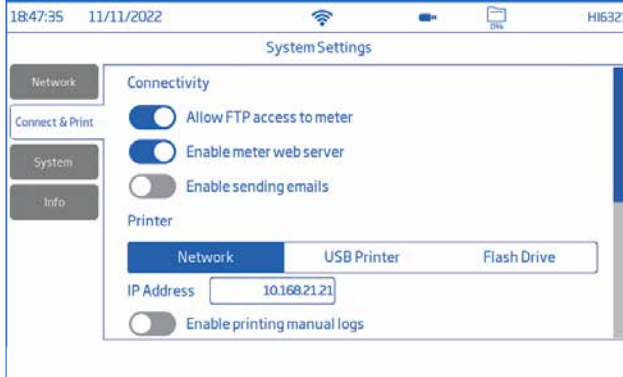 18:47:35 11/11/2022 0% HI632
System Settings
Network
Connectivity
Connect & Print
Allow FTP access to meter
Enable meter web server
System
Enable sending emails
Info
Printer
Network USB Printer Flash Drive
IP Address 10.168.21.21
Enable printing manual logs